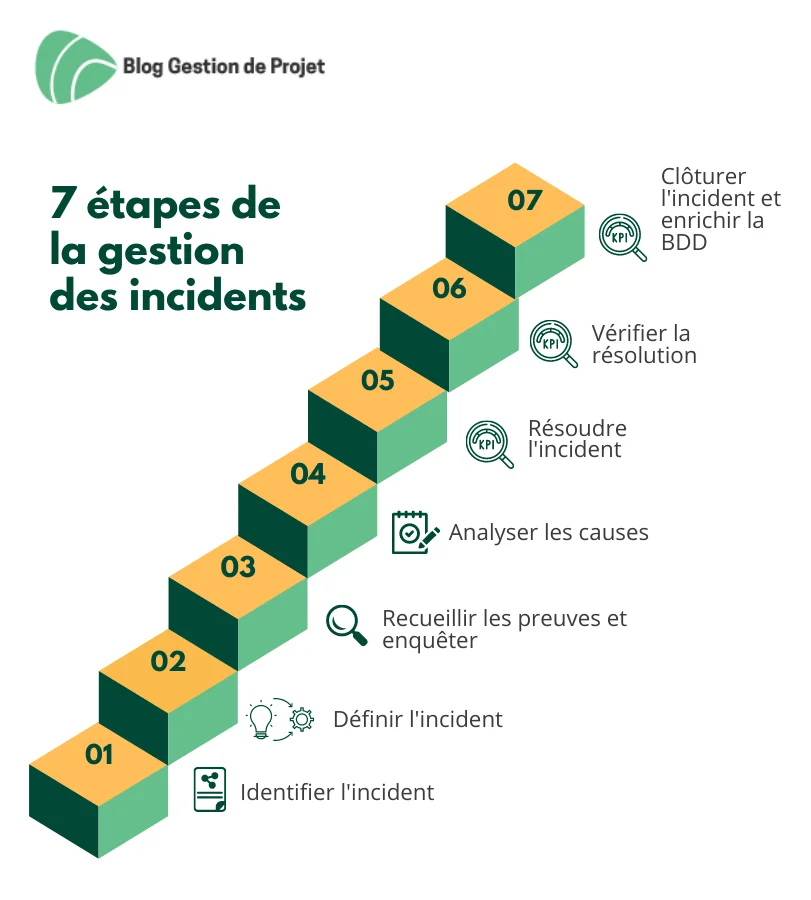 Blog Gestion de Projet
7 étapes de
la gestion
des incidents
07
Clôturer
l'incident et
enrichir la
BDD
KPI
06
Vérifier la
résolution
KPI
05
Résoudre
l'incident
KPI
04
Analyser les causes
03
Recueillir les preuves et
enquêter
02
Définir l'incident
01
Identifier l'incident